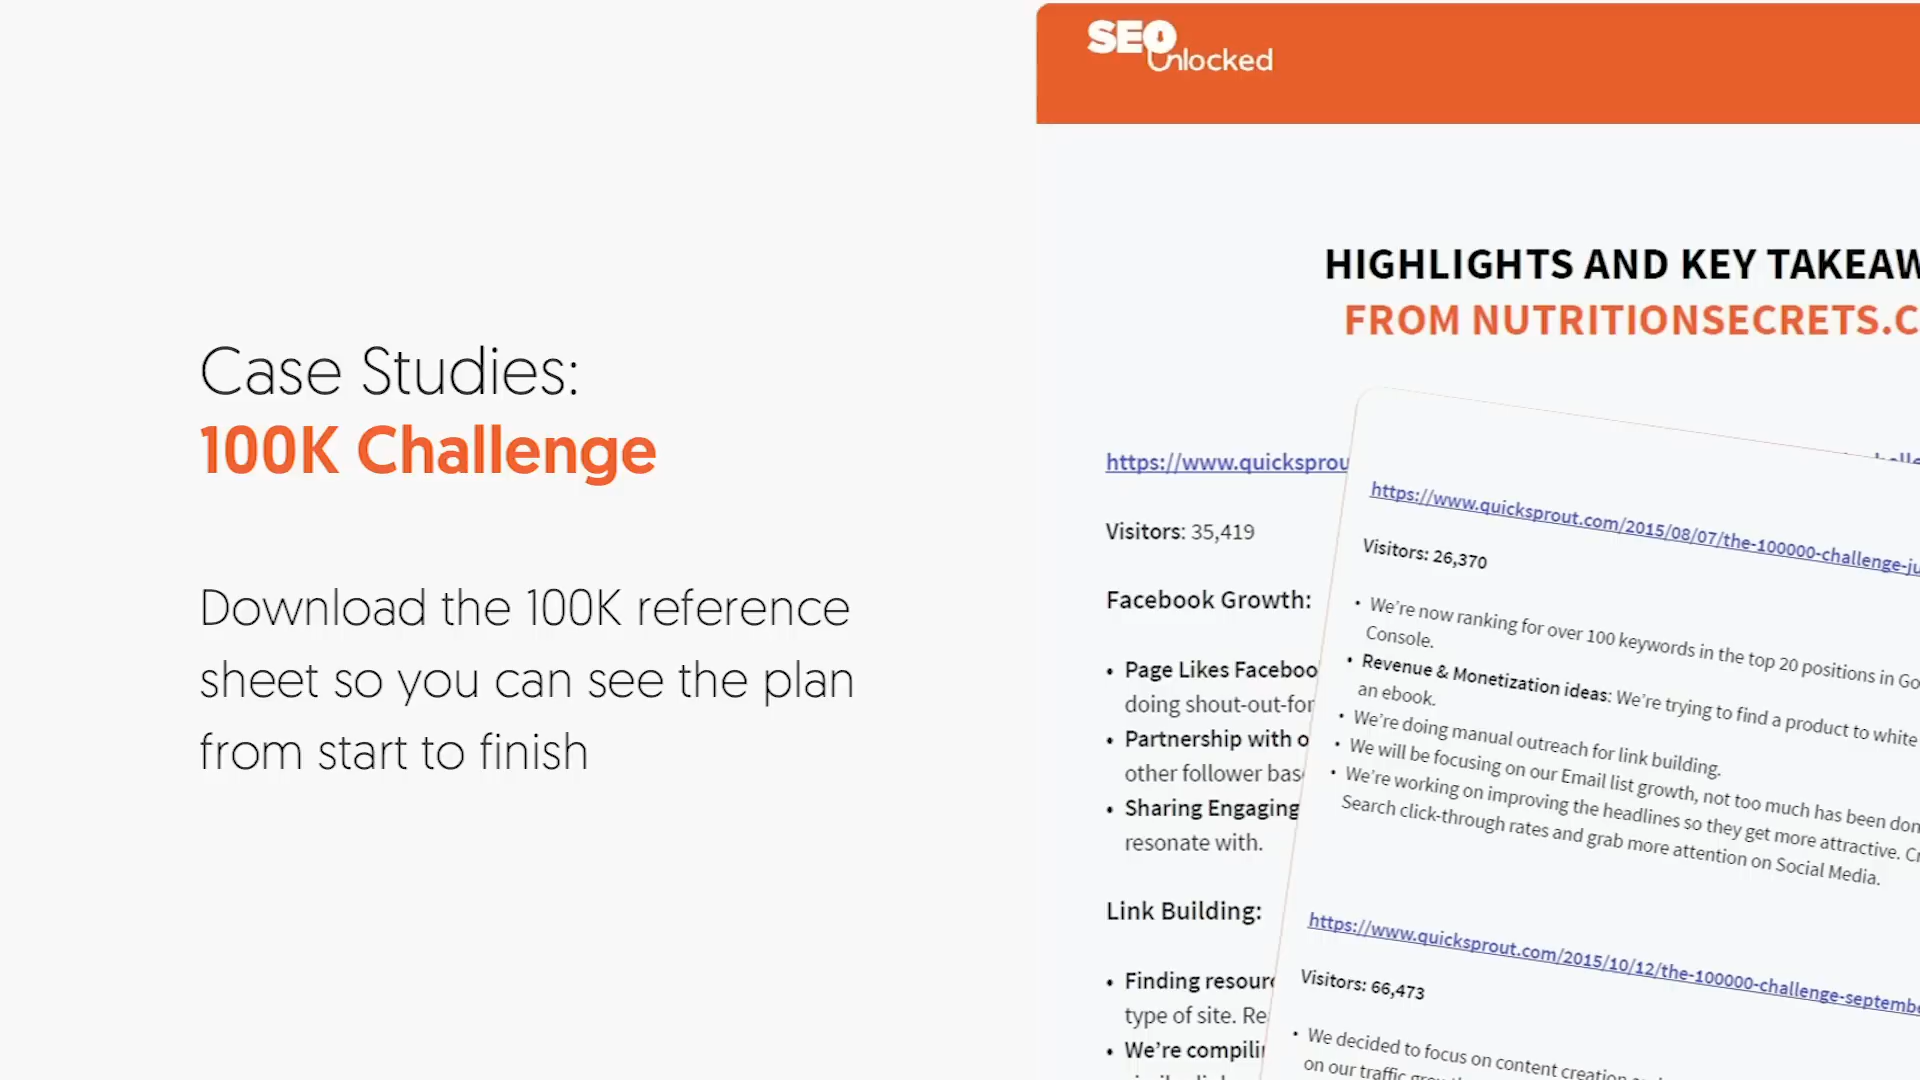 Case Studies:
100K Challenge
Download the 100K reference
sheet so you can see the plan
from start to finish
SEO
Unlocked
HIGHLIGHTS AND KEY
FROM NUTRITIONSECRETS.C
https://www.quicksprou
Visitors: 35,419
Facebook Growth:
• Page Likes Faceboo
doing shout-out-for
• Partnership with o
other follower bas
• Sharing Engaging
resonate with.
Link Building:
• Finding resour
type of site. Re
• We're compili
https://www.quicksprout.com/2015/08/07/the-100000-challenge-ju
Visitors: 26,370
• We're now ranking for over 100 keywords in the top 20 positions in Go
Console.
• Revenue & Monetization ideas: We're trying to find a product to white
an ebook.
• We're doing manual outreach for link building.
• We will be focusing on our Email list growth, not too much has been don
• We're working on improving the headlines so they get more attractive. Cr
Search click-through rates and grab more attention on Social Media.
https://www.quicksprout.com/2015/10/12/the-100000-challenge-septembe
Visitors: 66,473
• We decided to focus on content creation
on our traffic